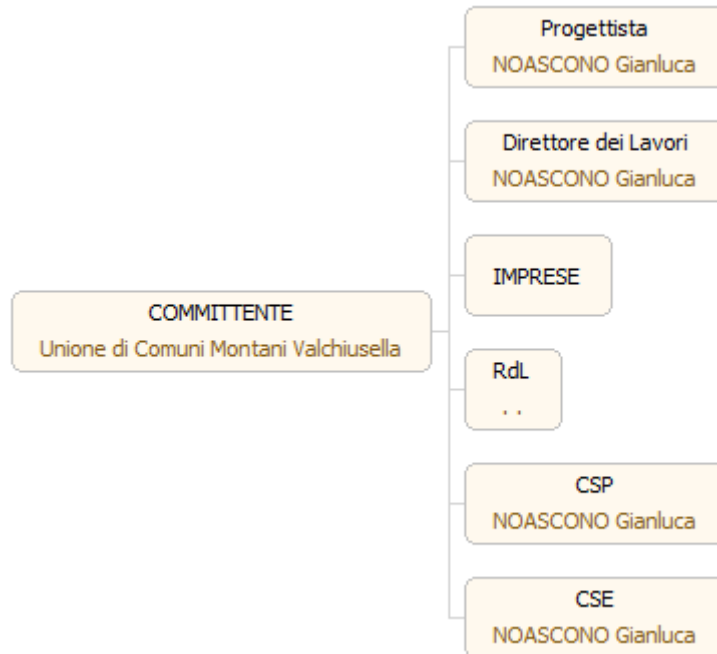 Progettista
NOASCONO Gianluca
Direttore dei Lavori
NOASCONO Gianluca
IMPRESE
COMMITTENTE
Unione di Comuni Montani Valchiusella
RdL
. .
CSP
NOASCONO Gianluca
CSE
NOASCONO Gianluca